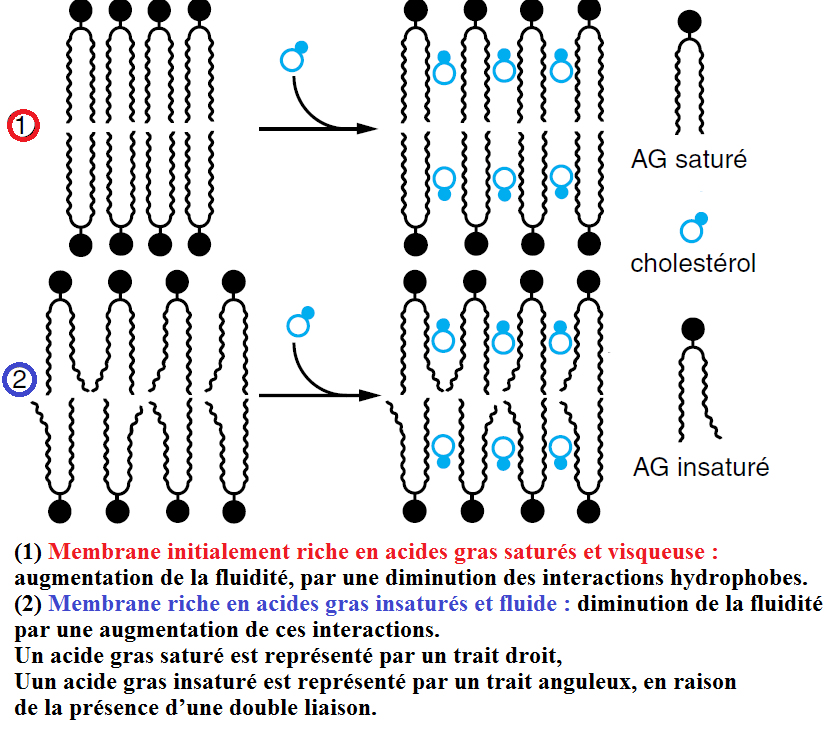 1
AG saturé
cholestérol
2
AG insaturé
(1) Membrane initialement riche en acides gras saturés et visqueuse :
augmentation de la fluidité, par une diminution des interactions hydrophobes.
(2) Membrane riche en acides gras insaturés et fluide : diminution de la fluidité
par une augmentation de ces interactions.
Un acide gras saturé est représenté par un trait droit,
Uun acide gras insaturé est représenté par un trait anguleux, en raison
de la présence d’une double liaison.